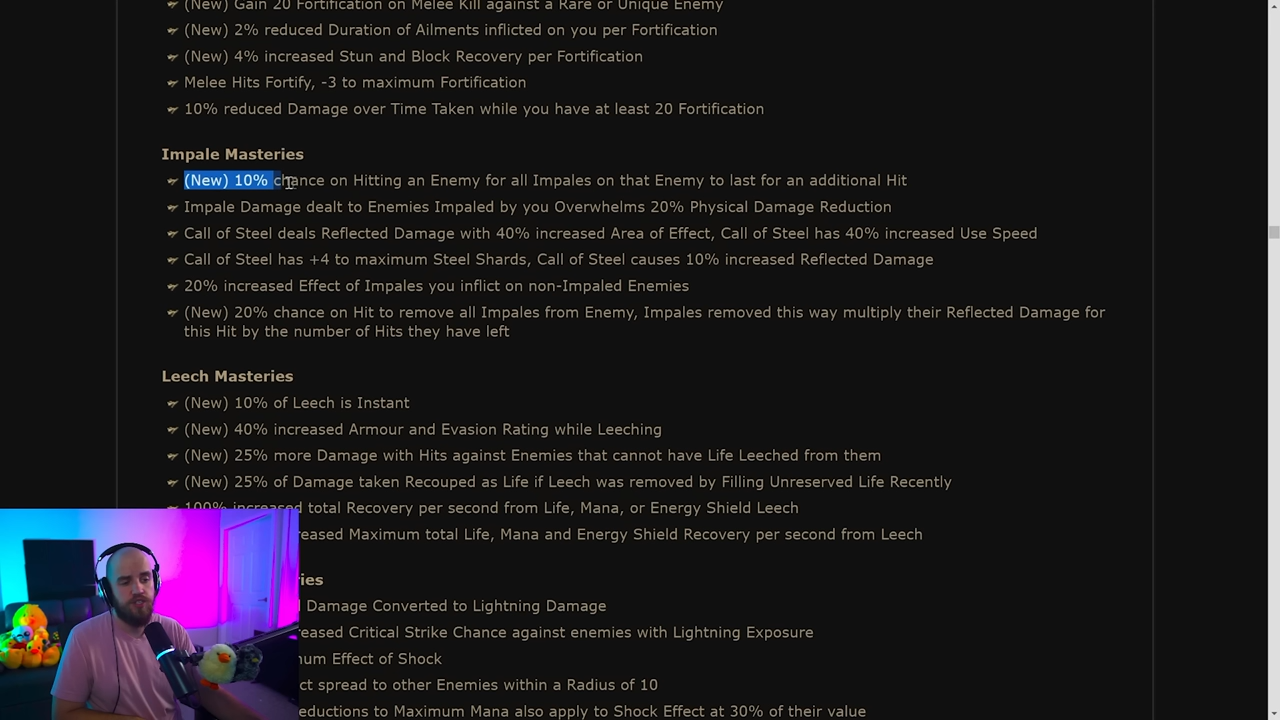 (New) Gain 20 Fortification on Melee Kill against a Rare or Unique Enemy
(New) 2% reduced Duration of Ailments inflicted on you per Fortification
(New) 4% increased Stun and Block Recovery per Fortification
Melee Hits Fortify, -3 to maximum Fortification
10% reduced Damage over Time Taken while you have at least 20 Fortification
Impale Masteries
(New) 10% chance on Hitting an Enemy for all Impales on that Enemy to last for an additional Hit
Impale Damage dealt to Enemies Impaled by you Overwhelms 20% Physical Damage Reduction
Call of Steel deals Reflected Damage with 40% increased Area of Effect, Call of Steel has 40% increased Use Speed
Call of Steel has +4 to maximum Steel Shards, Call of Steel causes 10% increased Reflected Damage
20% increased Effect of Impales you inflict on non-Impaled Enemies
(New) 20% chance on Hit to remove all Impales from Enemy, Impales removed this way multiply their Reflected Damage for
this Hit by the number of Hits they have left
Leech Masteries
(New) 10% of Leech is Instant
(New) 40% increased Armour and Evasion Rating while Leeching
(New) 25% more Damage with Hits against Enemies that cannot have Life Leeched from them
(New) 25% of Damage taken Recouped as Life if Leech was removed by Filling Unreserved Life Recently
100% increased total Recovery per second from Life, Mana, or Energy Shield Leech
reased Maximum total Life, Mana and Energy Shield Recovery per second from Leech
ries
Damage Converted to Lightning Damage
reased Critical Strike Chance against enemies with Lightning Exposure
um Effect of Shock
ct spread to other Enemies within a Radius of 10
eductions to Maximum Mana also apply to Shock Effect at 30% of their value